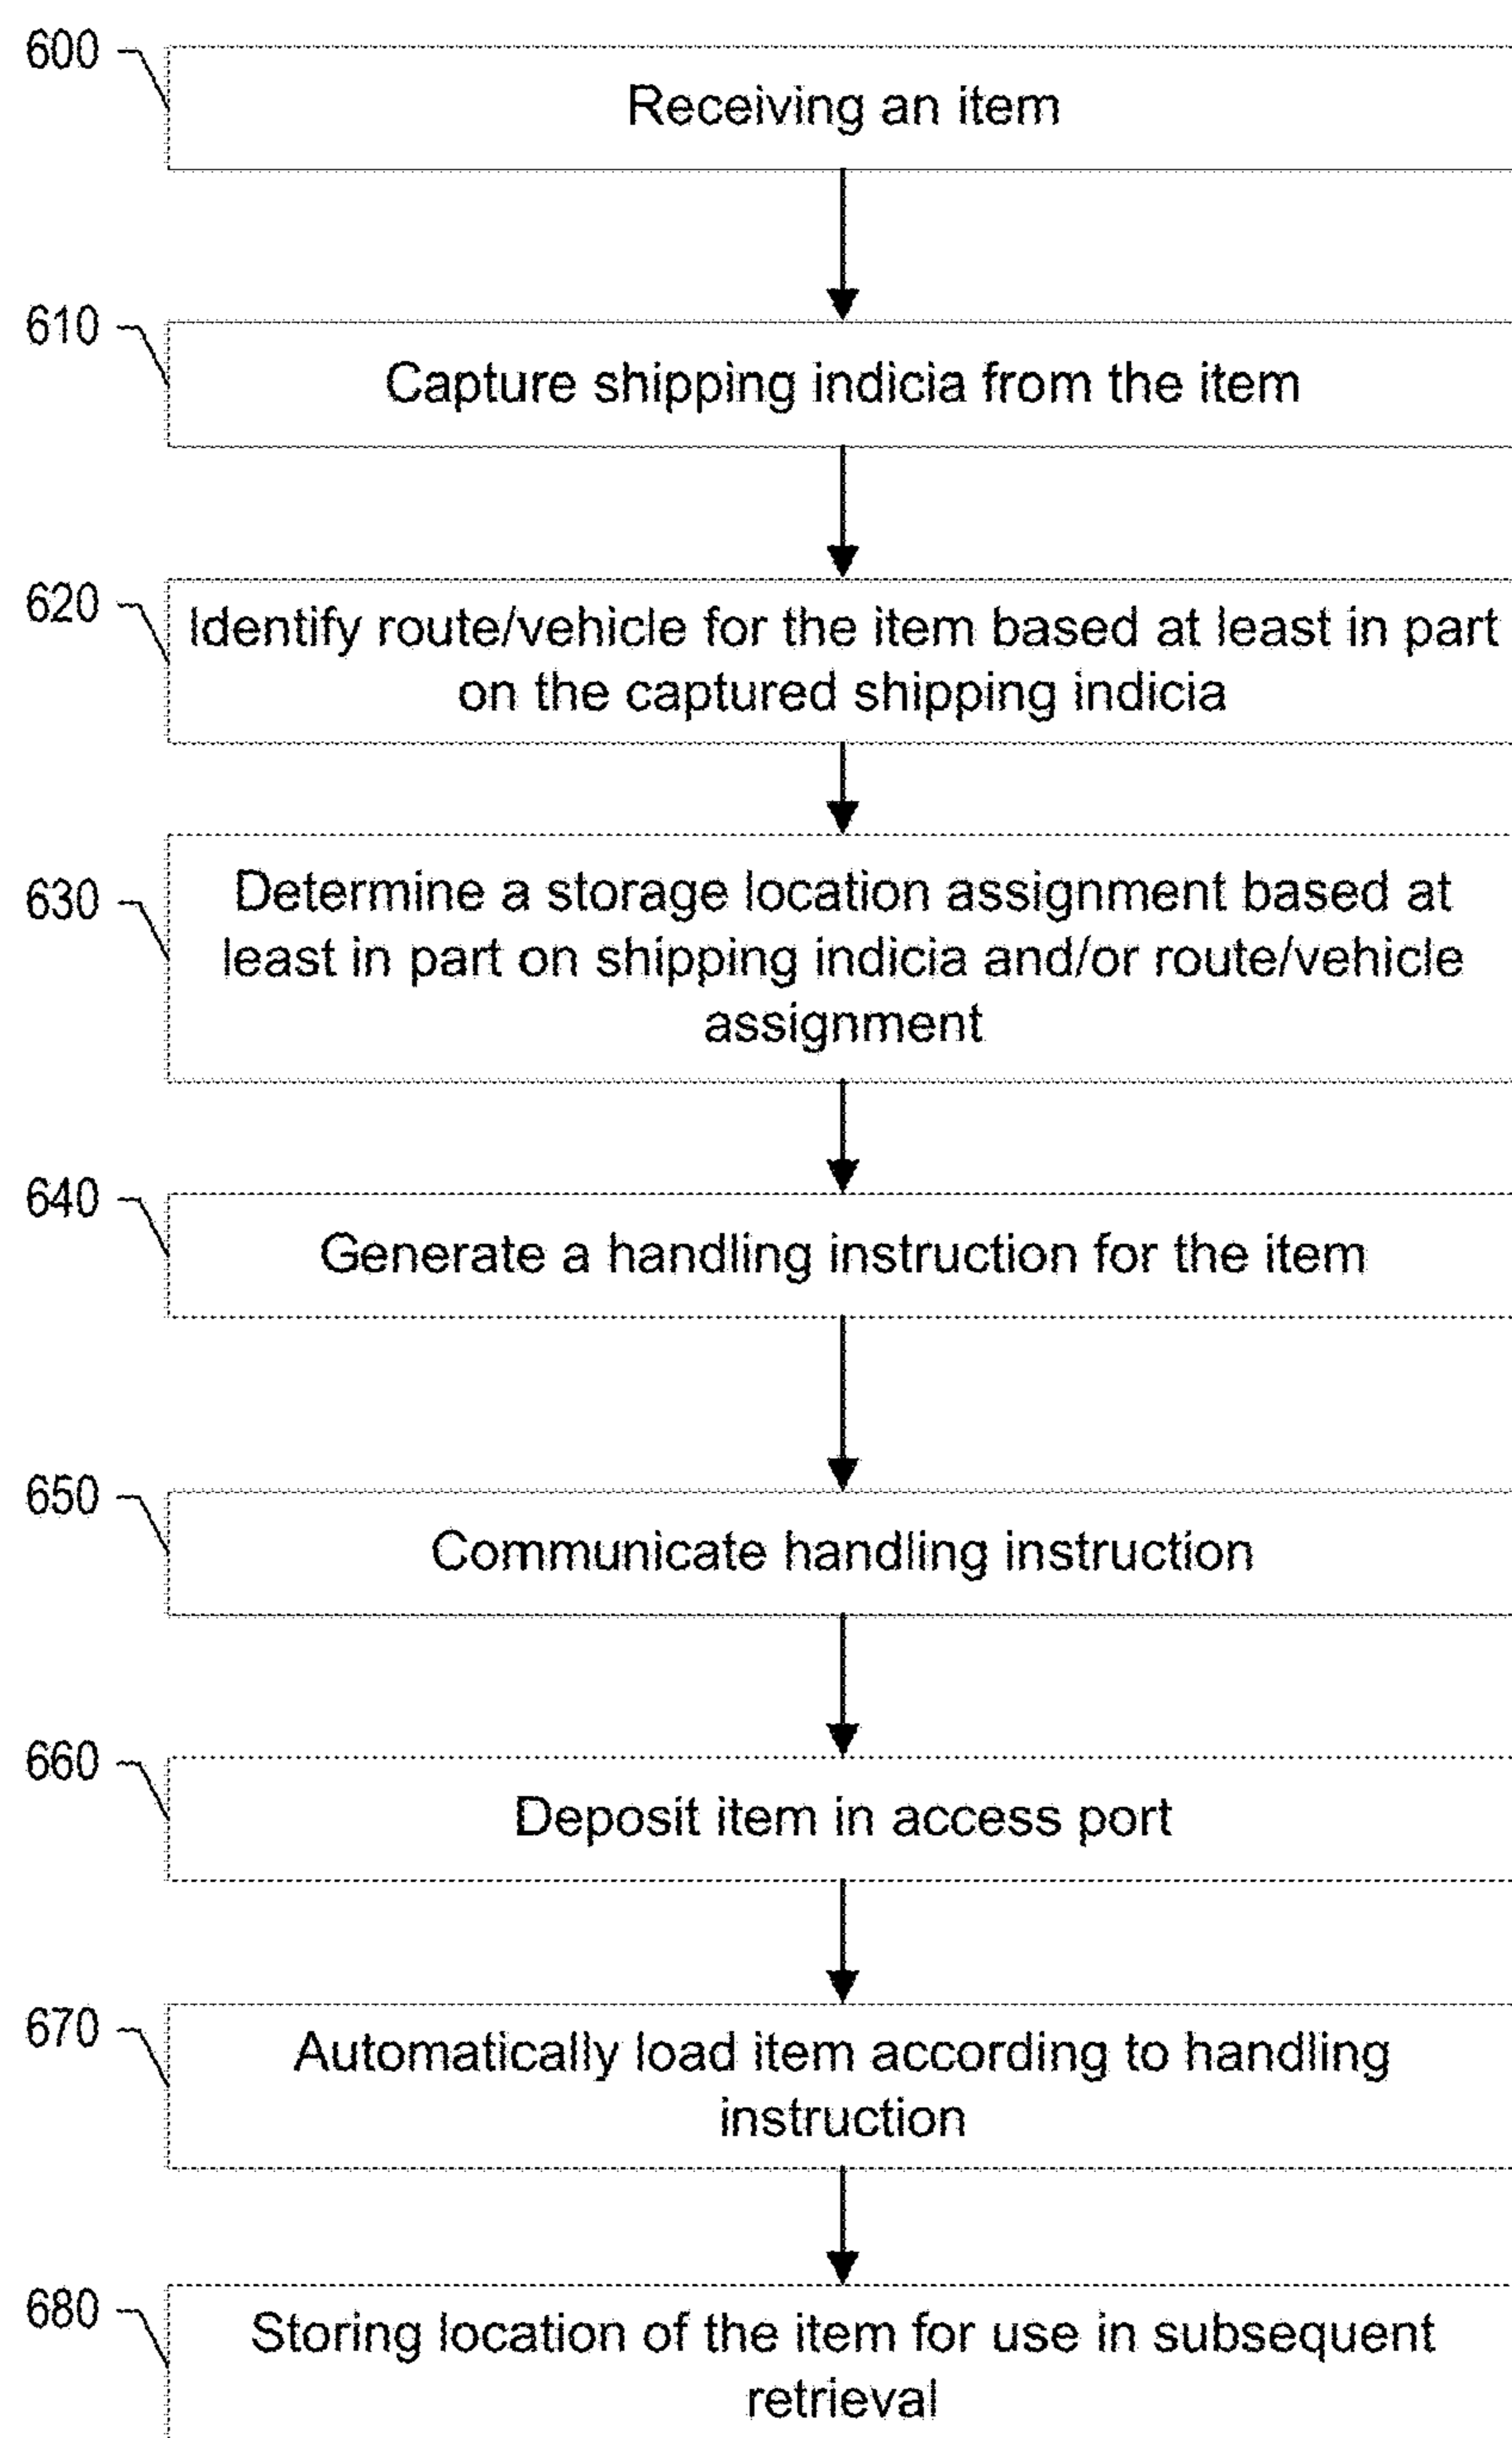 600
Receiving an item
610
Capture shipping indicia from the item
620
Identify route/vehicle for the item based at least in part
on the captured shipping indicia
630
Determine a storage location assignment based at
least in part on shipping indicia and/or route/vehicle
assignment
640
Generate a handling instruction for the item
650
Communicate handling instruction
660
Deposit item in access port
670
Automatically load item according to handling
instruction
680
Storing location of the item for use in subsequent
retrieval